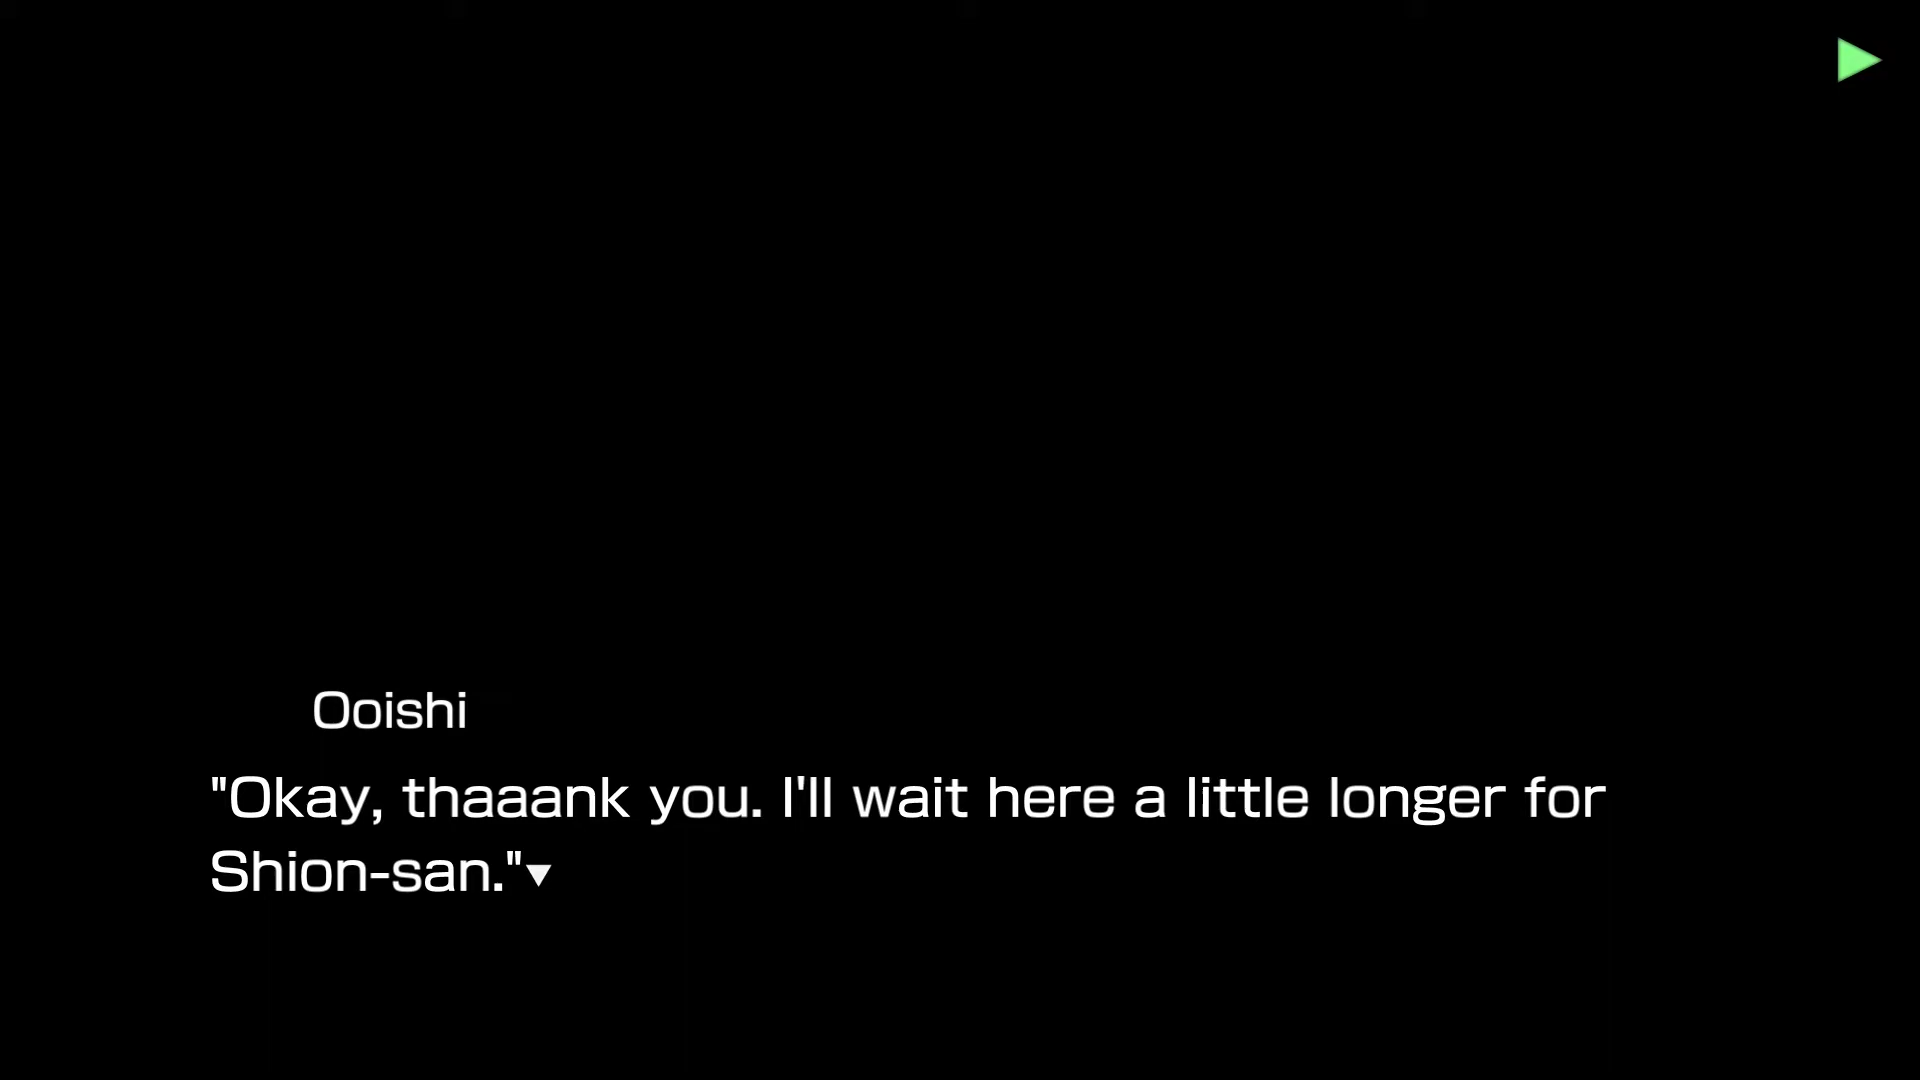 Ooishi
"Okay, thaaank you. I'll wait here a little longer for
Shion-san."